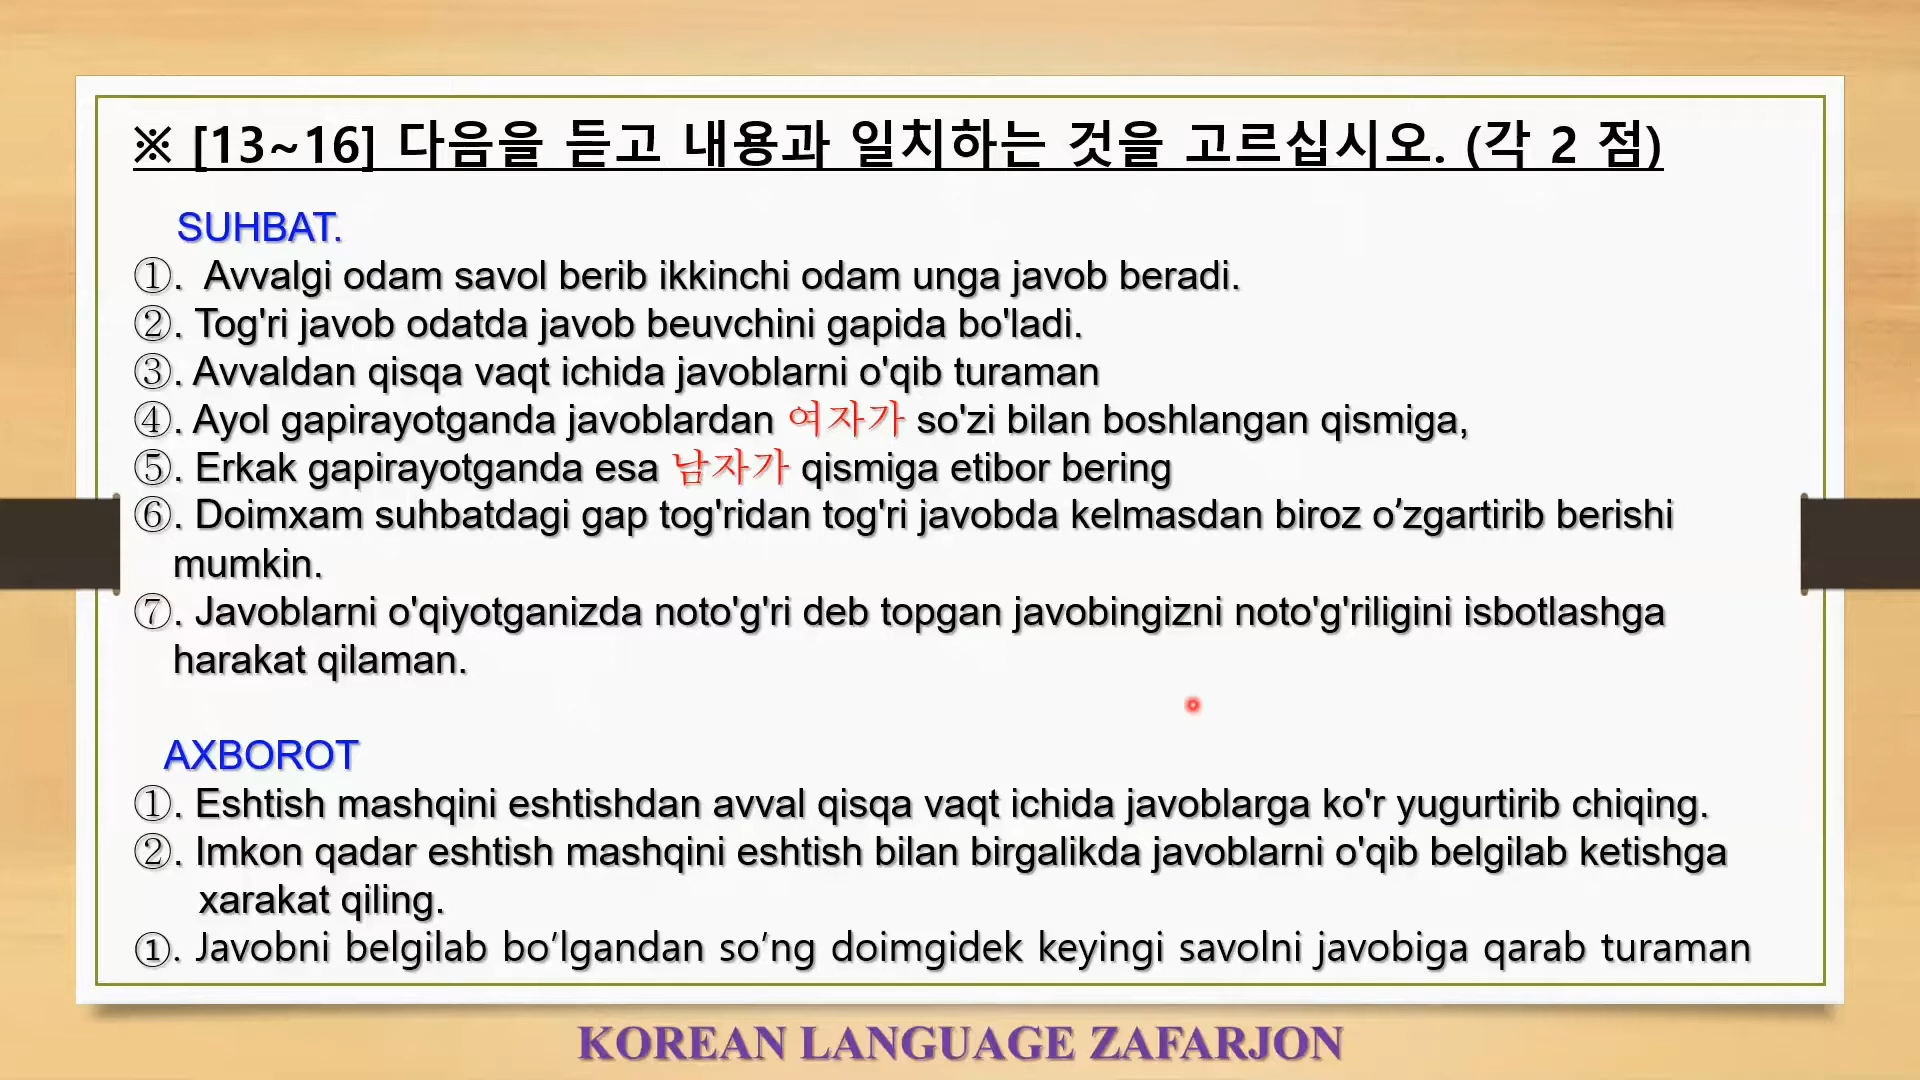 ※ [13~16] 다음을 듣고 내용과 일치하는 것을 고르십시오. (각 2 점)
SUHBAT.
①. Avvalgi odam savol berib ikkinchi odam unga javob beradi.
②. Tog'ri javob odatda javob beuvchini gapida bo'ladi.
③. Avvaldan qisqa vaqt ichida javoblarni o'qib turaman
④. Ayol gapirayotganda javoblardan 여자가 so'zi bilan boshlangan qismiga,
⑤. Erkak gapirayotganda esa 남자가 qismiga etibor bering
⑥. Doimxam suhbatdagi gap tog'ridan tog'ri javobda kelmasdan biroz o’zgartirib berishi
mumkin.
⑦. Javoblarni o'qiyotganizda noto'g'ri deb topgan javobingizni noto'g'riligini isbotlashga
harakat qilaman.
AXBOROT
①. Eshtish mashqini eshtishdan avval qisqa vaqt ichida javoblarga ko'r yugurtirib chiqing.
②. Imkon qadar eshtish mashqini eshtish bilan birgalikda javoblarni o'qib belgilab ketishga
xarakat qiling.
①. Javobni belgilab bo’lgandan so’ng doimgidek keyingi savolni javobiga qarab turaman
KOREAN LANGUAGE ZAFARJON